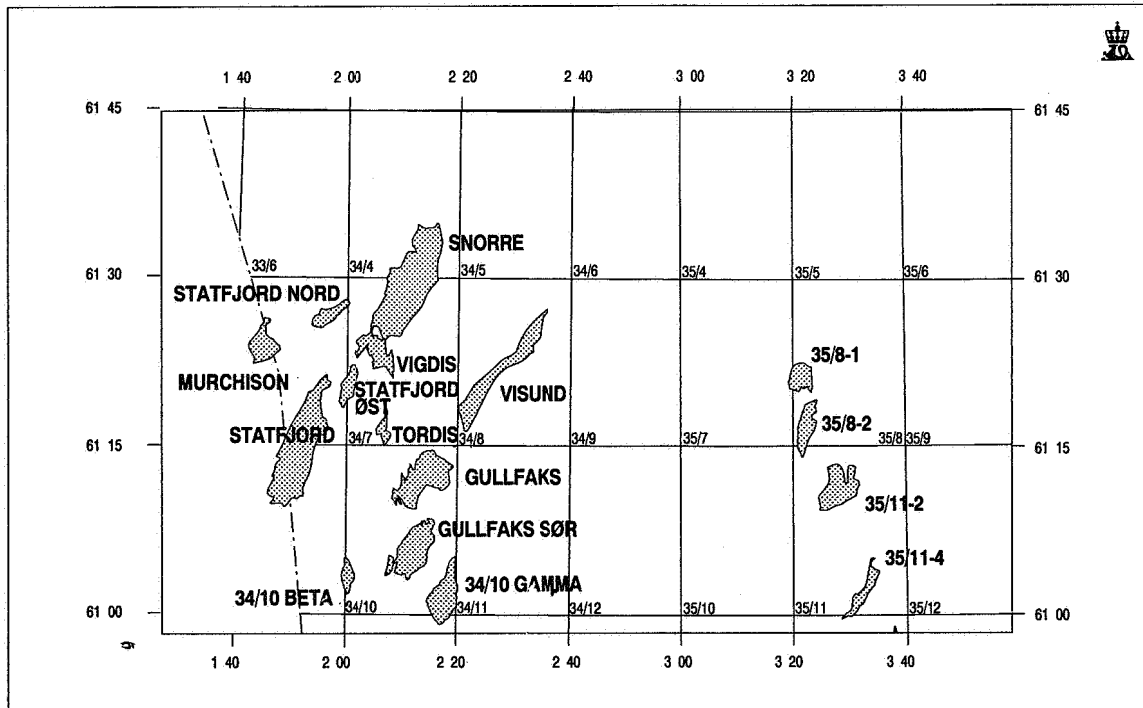 1 40 2 00 2 20 2 40 3 00 3 20 3 40
61 45 61 45
SNORRE
61 30 33/6 34/4 34/5 34/6 35/4 35/5 35/6 61 30
STATFJORD NORD
35/8-1
VIGDIS
MURCHISON
STATFJORD
ØST
VISUND
35/8-2
STATFJORD TORDIS
61 15 34/7 34/8 34/9 35/7 35/8 35/9 61 15
GULLFAKS
35/11-2
GULLFAKS SØR
35/11-4
34/10 GAMMA
34/10 BETA
61 00 34/10 34/11 34/12 35/10 35/11 35/12 61 00
1 40 2 00 2 20 2 40 3 00 3 20 3 40